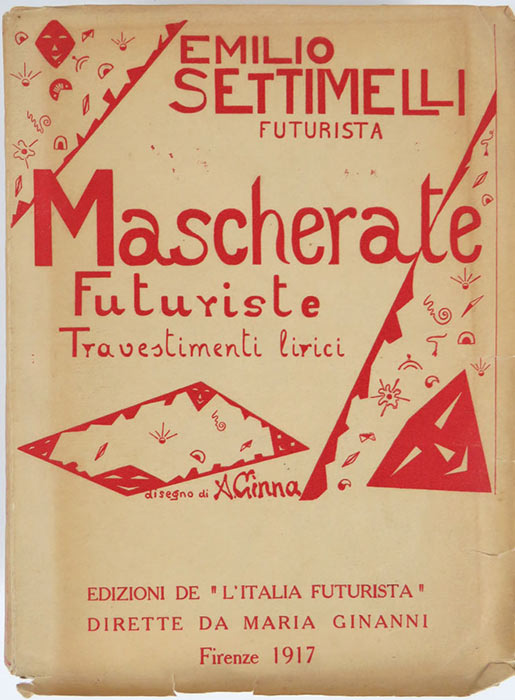 EMILIO
SETTIMELLI
FUTURISTA
Mascherate
Futuriste
Travestimenti lirici
disegno di A. Ginna
EDIZIONI DE "L'ITALIA FUTURISTA"
DIRETTE DA MARIA GINANNI
Firenze 1917